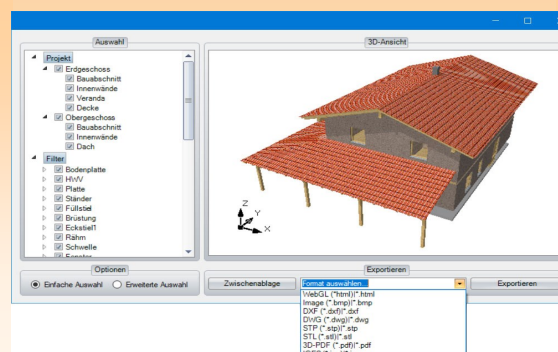 Auswahl
Projekt
Erdgeschoss
Bauabschnitt
Innenwände
Veranda
Decke
Obergeschoss
Bauabschnitt
Innenwände
Dach
Filter
Bodenplatte
HWV
Platte
Ständer
Füllstiel
Brüstung
Eckstiel1
Rähm
Schwelle
Fenster
Optionen
Einfache Auswahl
Erweiterte Auswahl
3D-Ansicht
Z
Y
X
Exportieren
Zwischenablage
Format auswählen...
Exportieren
WebGL (*html)|*.html
Image (*.bmp)|*.bmp
DXF (*.dxf)|*.dxf
DWG (*.dwg)|*.dwg
STP (*.stp)|*.stp
STL (*.stl)|*.stl
3D-PDF (*.pdf)|*.pdf